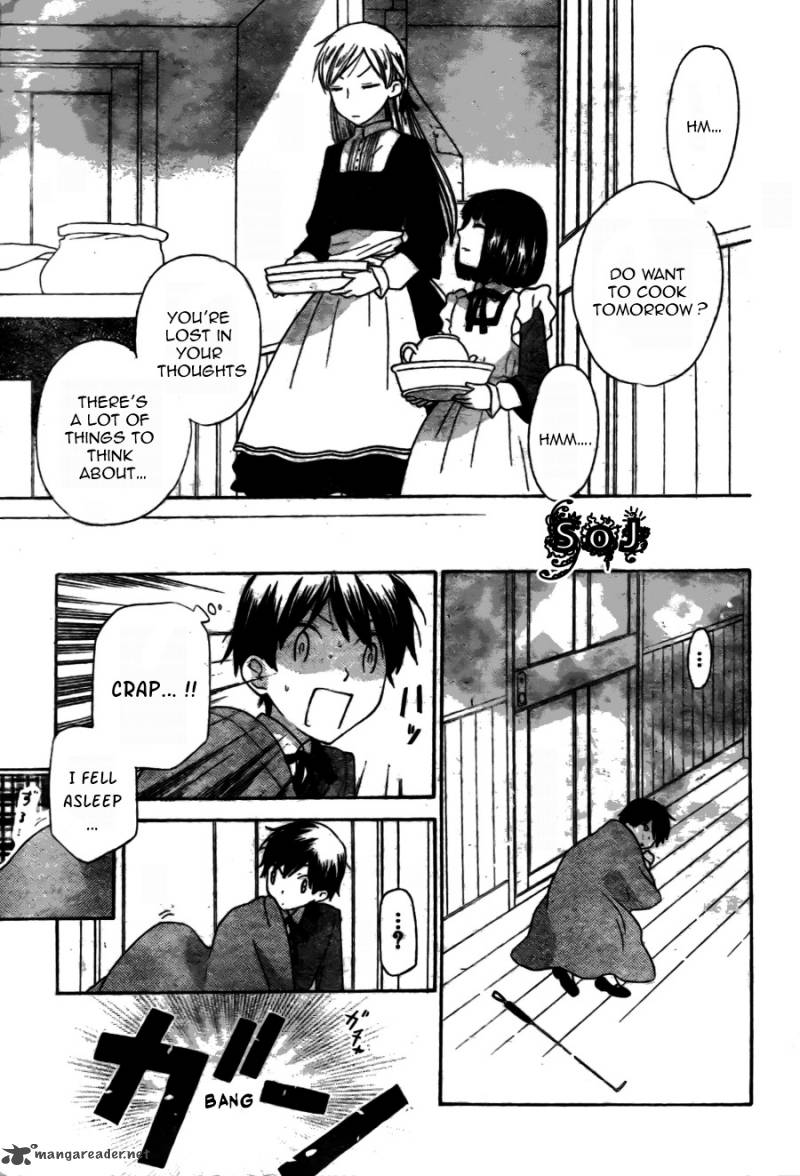 HM...
DO WANT
TO COOK
TOMORROW?
YOU'RE
LOST IN
YOUR
THOUGHTS
THERE'S
A LOT OF
THINGS TO
THINK
ABOUT...
HMM....
SOJ
...
CRAP... !!
I FELL
ASLEEP
...
バッ
...?
ガーン
BANG
mangareader.net